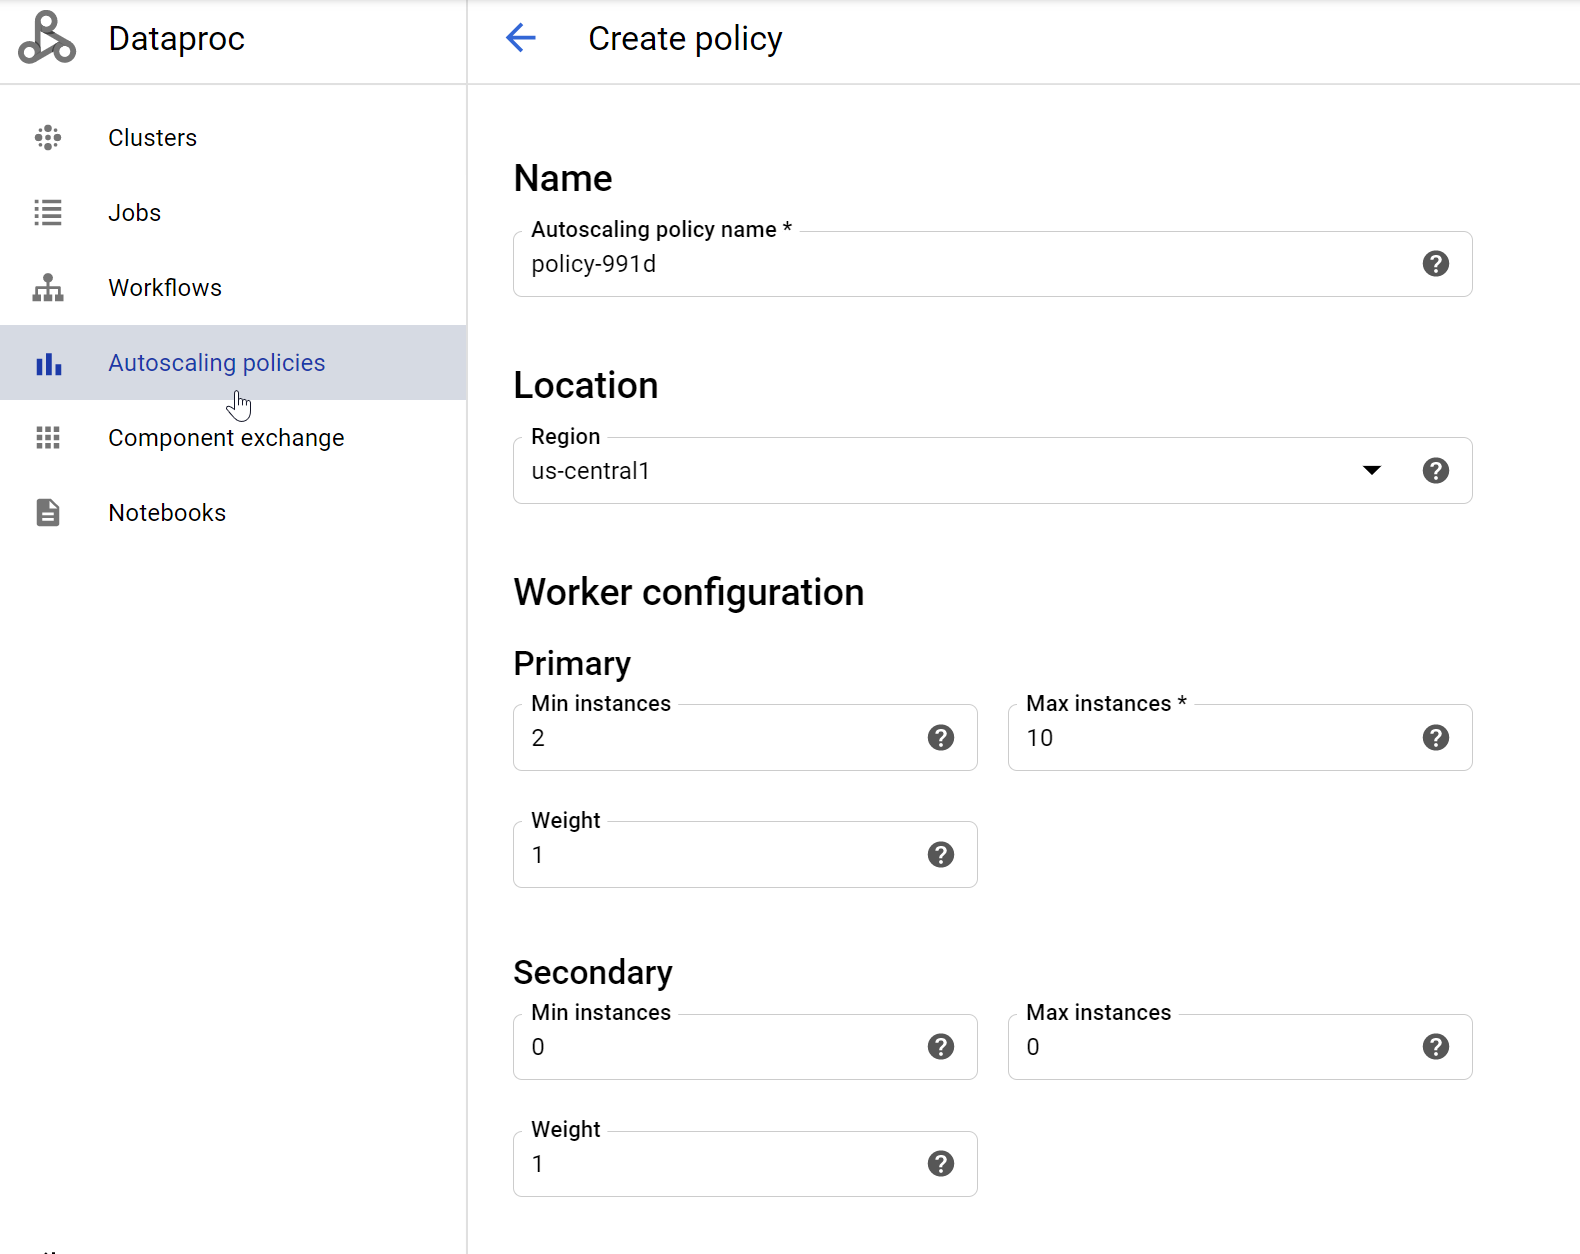 Dataproc
Create policy
Clusters
Jobs
Workflows
Autoscaling policies
Component exchange
Notebooks
Name
Autoscaling policy name *
policy-991d
Location
Region
us-central1
Worker configuration
Primary
Min instances
2
Max instances *
10
Weight
1
Secondary
Min instances
0
Max instances
0
Weight
1